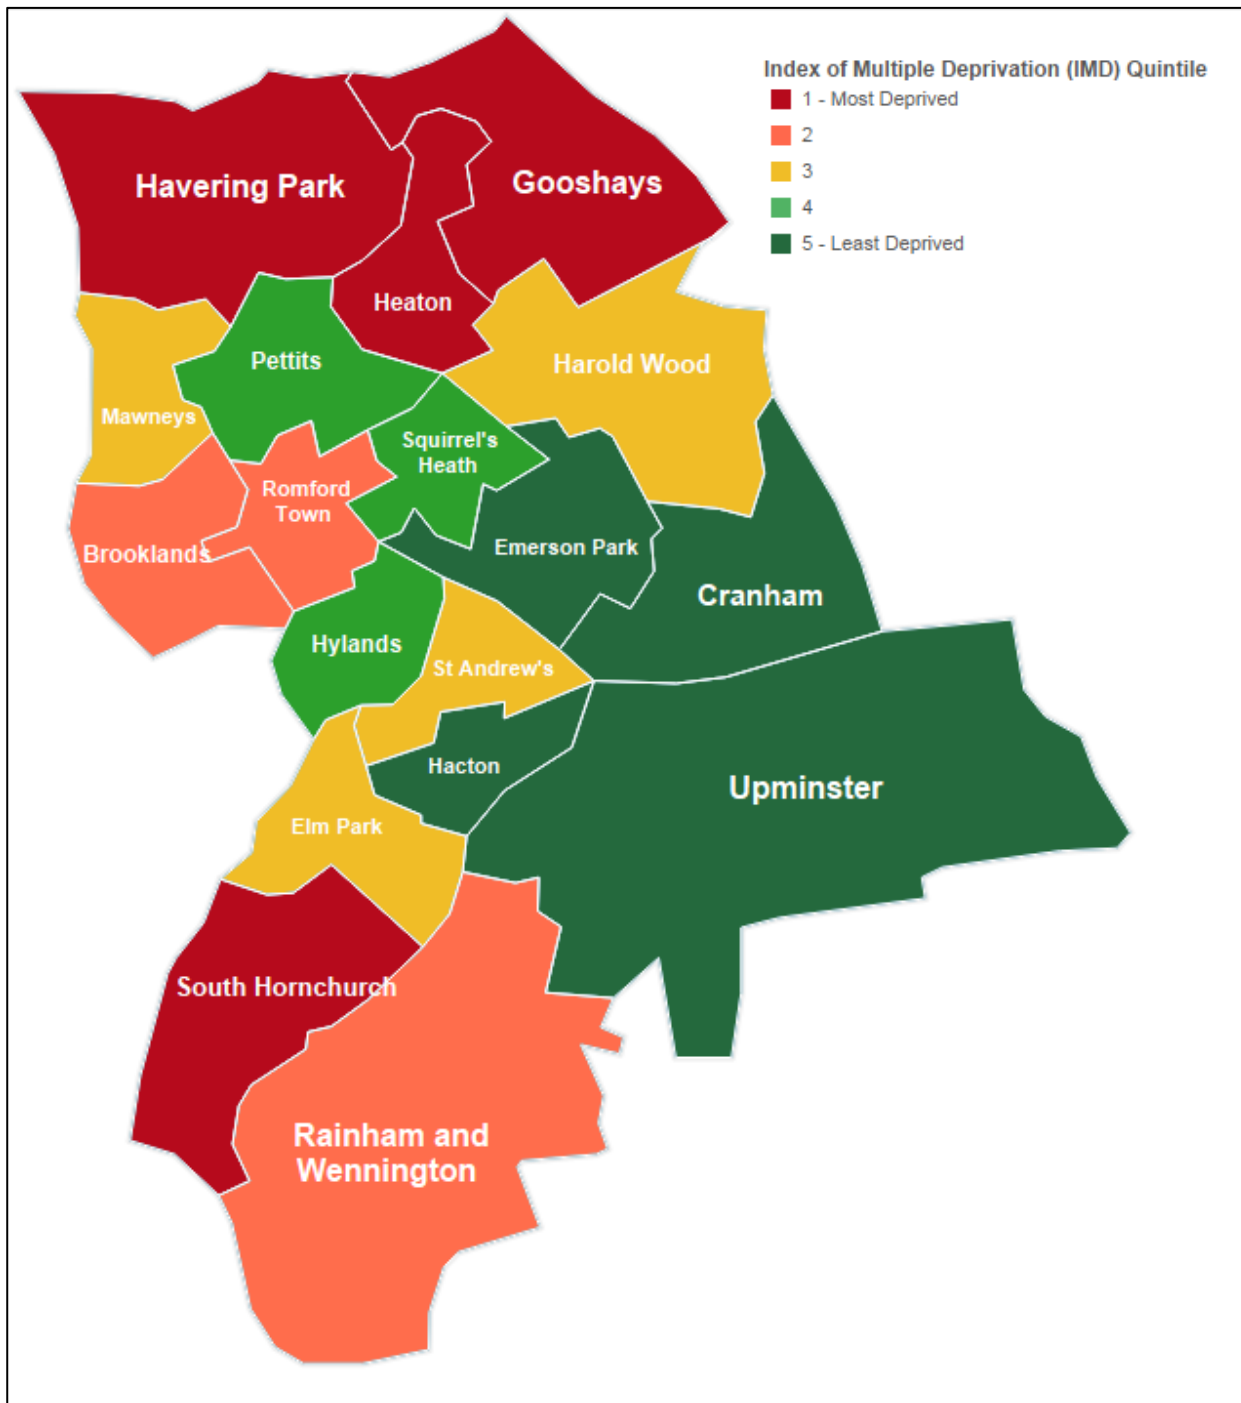 Index of Multiple Deprivation (IMD) Quintile
1 - Most Deprived
2
3
4
5 - Least Deprived
Havering Park
Gooshays
Heaton
Pettits
Harold Wood
Mawneys
Squirrel's
Heath
Romford
Town
Brooklands
Emerson Park
Cranham
Hylands
St Andrew's
Hacton
Upminster
Elm Park
South Hornchurch
Rainham and
Wennington